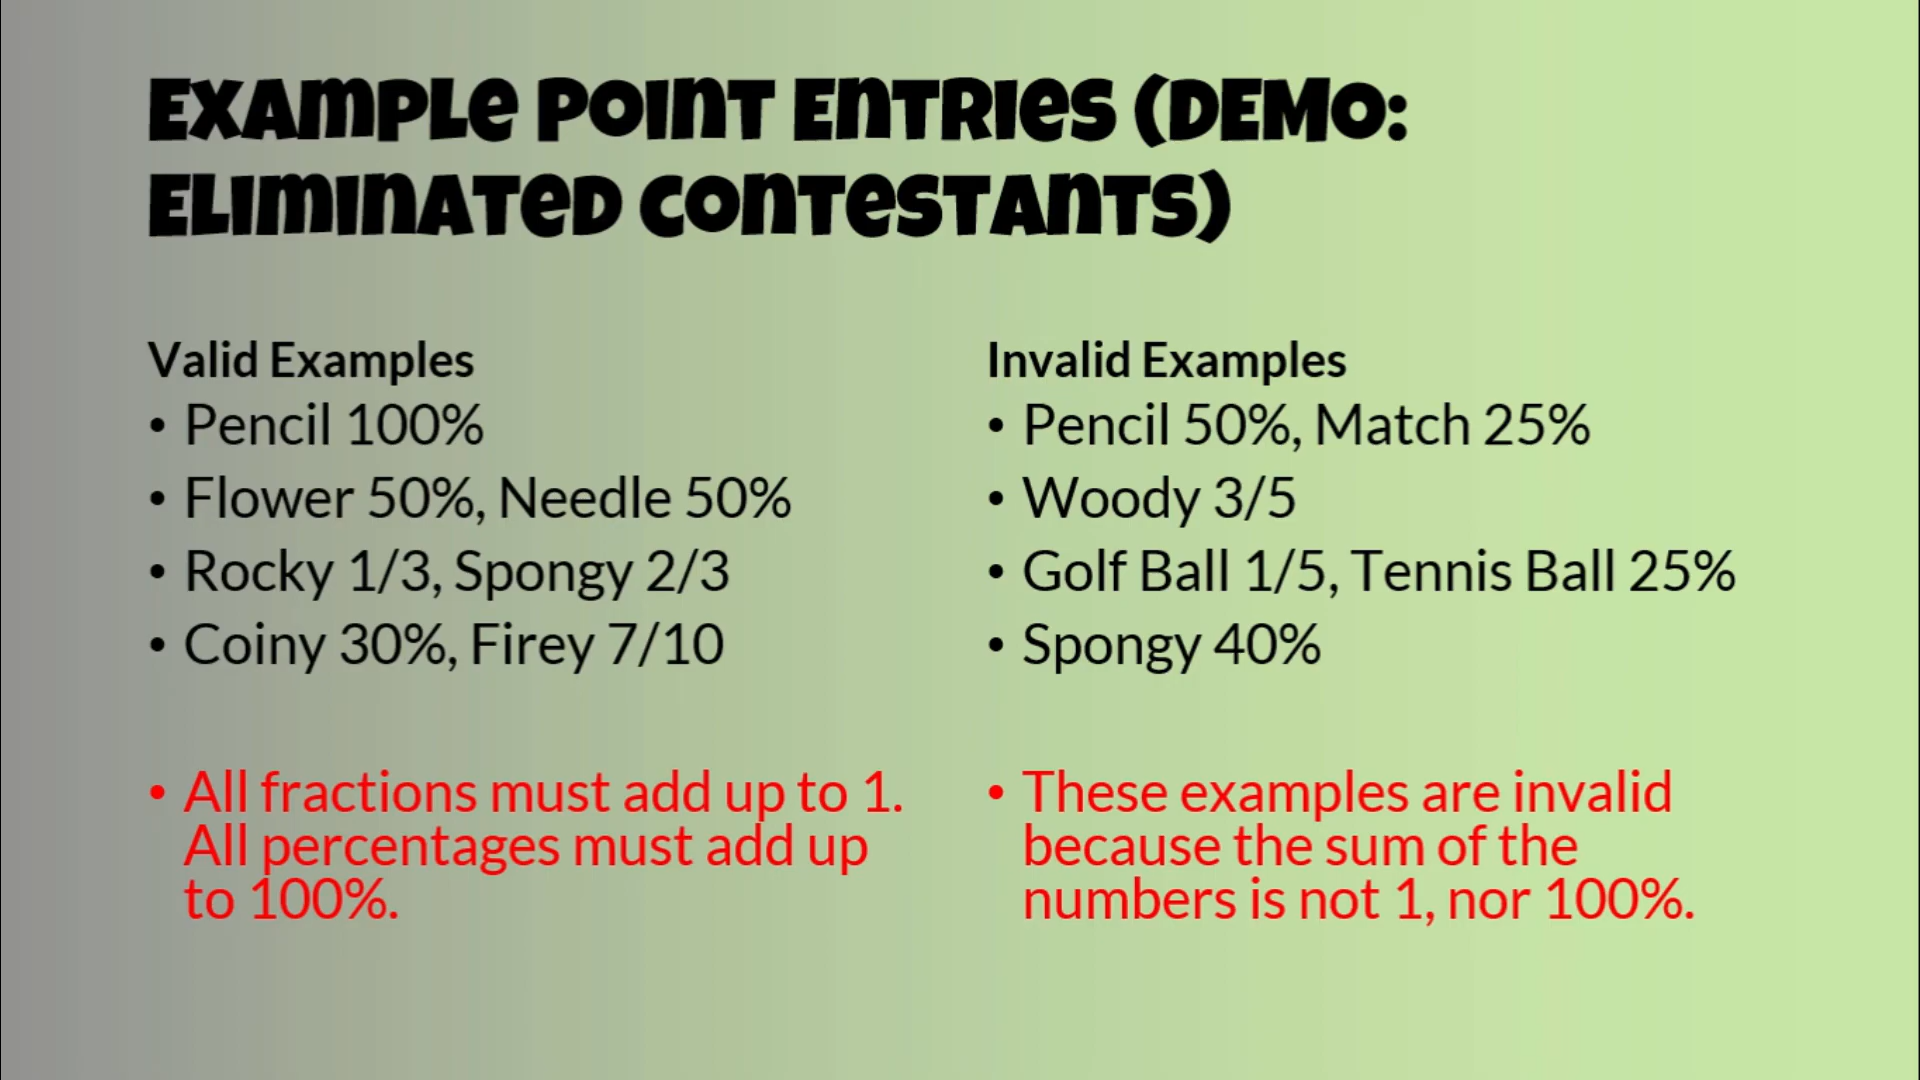 Example Point Entries (DEMO:
Eliminated Contestants)
Valid Examples
• Pencil 100%
• Flower 50%, Needle 50%
• Rocky 1/3, Spongy 2/3
• Coiny 30%, Firey 7/10
• All fractions must add up to 1.
All percentages must add up
to 100%.
Invalid Examples
• Pencil 50%, Match 25%
• Woody 3/5
• Golf Ball 1/5, Tennis Ball 25%
• Spongy 40%
• These examples are invalid
because the sum of the
numbers is not 1, nor 100%.